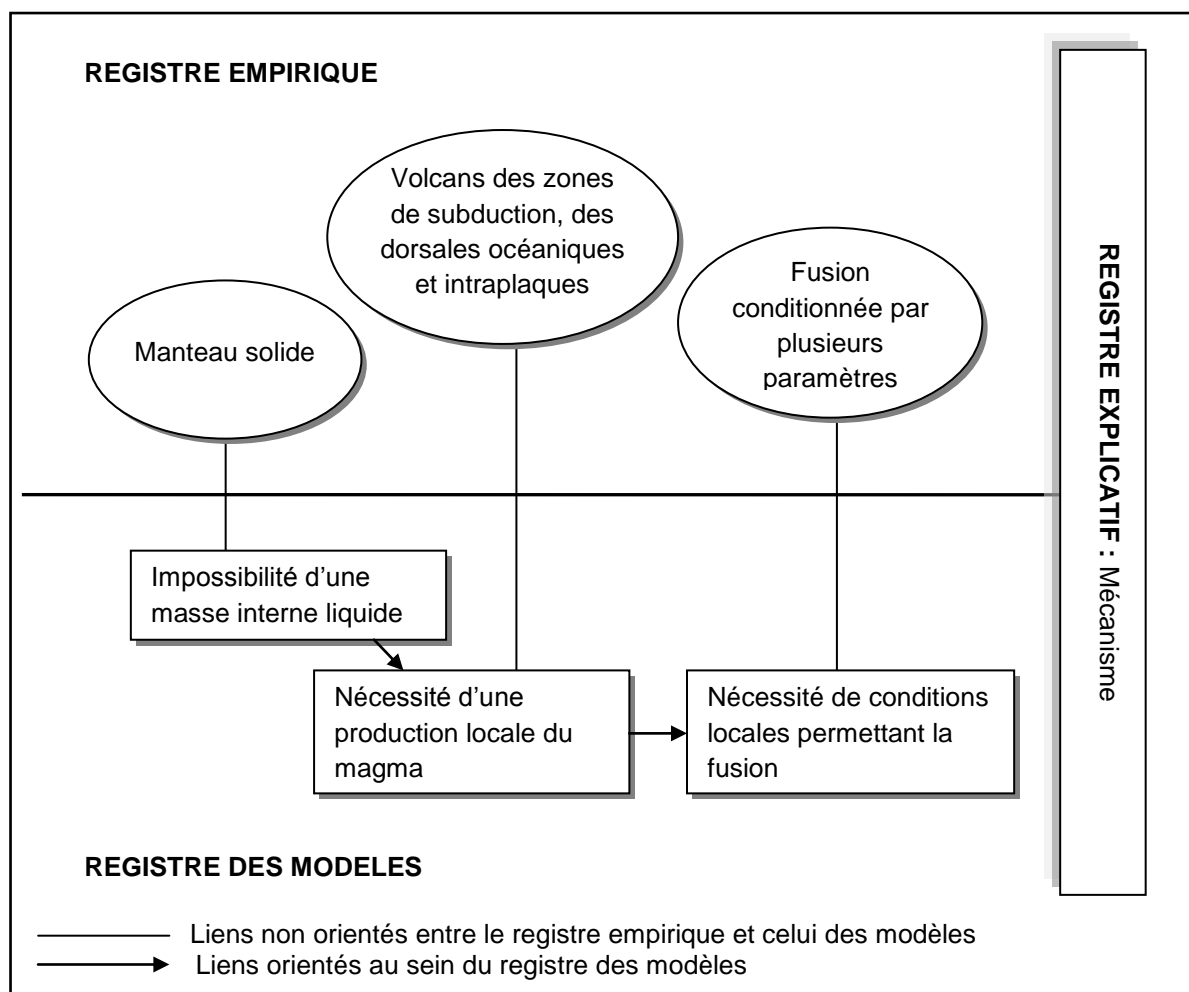 REGISTRE EMPIRIQUE
Volcans des zones
de subduction, des
dorsales océaniques
et intraplaques
Fusion
conditionnée par
plusieurs
paramètres
Manteau solide
REGISTRE EXPLICATIF : Mécanisme
Impossibilité d’une
masse interne liquide
Nécessité d’une
production locale du
magma
Nécessité de conditions
locales permettant la
fusion
REGISTRE DES MODELES
Liens non orientés entre le registre empirique et celui des modèles
Liens orientés au sein du registre des modèles